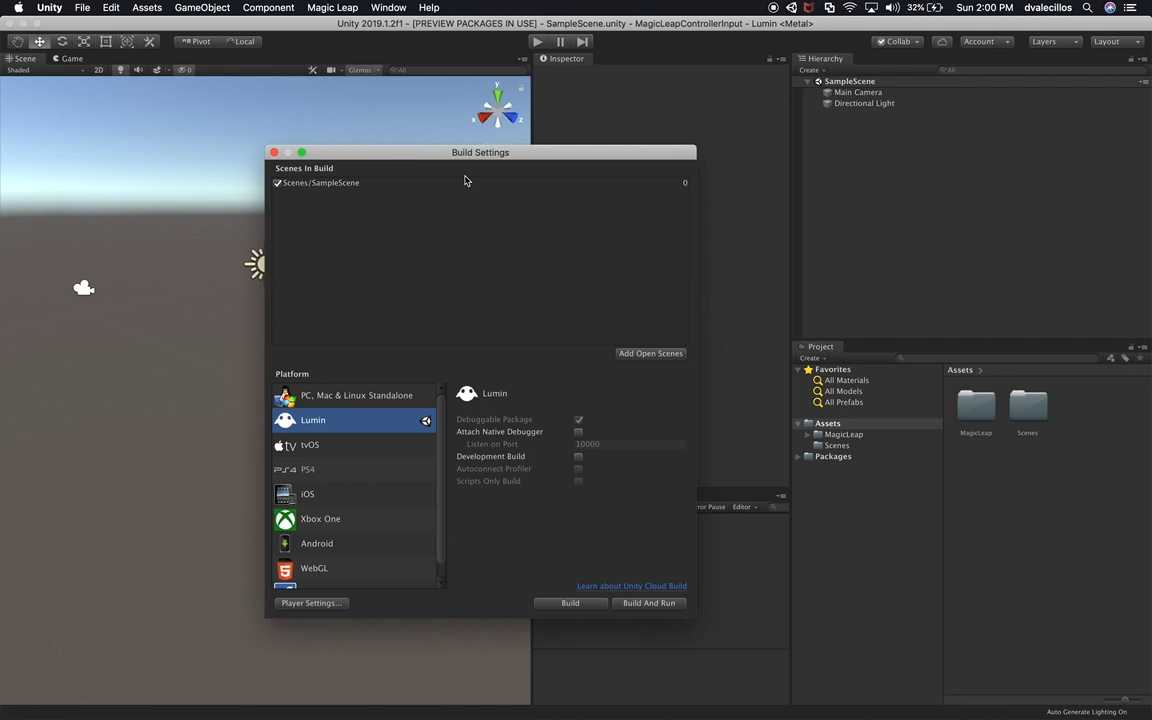 Unity File Edit Assets GameObject Component Magic Leap Window Help 32% Sun 2:00 PM dvalecillos
Unity 2019.1.2f1 - [PREVIEW PACKAGES IN USE] - SampleScene.unity - MagicLeapControllerInput - Lumin <Metal>
Pivot Local Collab Account Layers Layout
Scene Game Inspector Hierarchy
Shaded 2D Gizmos All Create All
SampleScene
Main Camera
Directional Light
y
x z
Build Settings
Scenes In Build
Scenes/SampleScene 0
Add Open Scenes
Platform
PC, Mac & Linux Standalone
Lumin
tvOS
PS4
iOS
Xbox One
Android
WebGL
Lumin
Debuggable Package
Attach Native Debugger
Listen on Port 10000
Development Build
Autoconnect Profiler
Scripts Only Build
Learn about Unity Cloud Build
Player Settings... Build Build And Run
Project
Create
Favorites
All Materials
All Models
All Prefabs
Assets
MagicLeap
Scenes
Packages
Assets
MagicLeap Scenes
ror Pause Editor
Auto Generate Lighting On